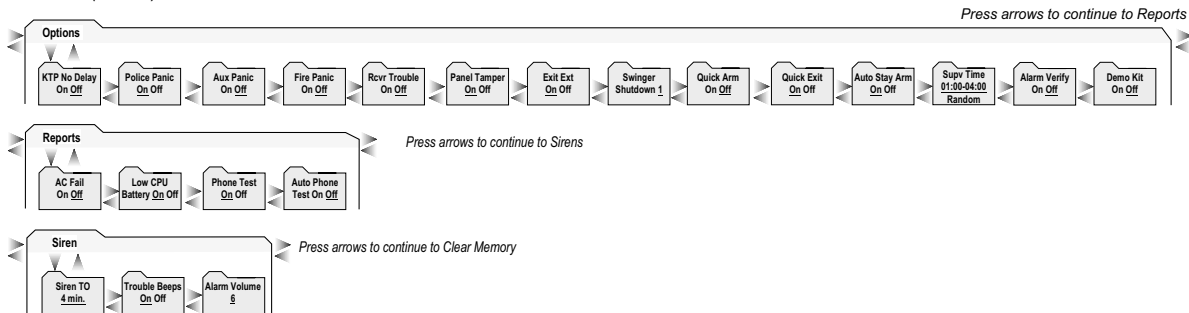 Press arrows to continue to Reports
Options
KTP No Delay
On Off
Police Panic
On Off
Aux Panic
On Off
Fire Panic
On Off
Rcvr Trouble
On Off
Panel Tamper
On Off
Exit Ext
On Off
Swinger
Shutdown 1
Quick Arm
On Off
Quick Exit
On Off
Auto Stay Arm
On Off
Supv Time
01:00-04:00
Random
Alarm Verify
On Off
Demo Kit
On Off
Reports
Press arrows to continue to Sirens
AC Fail
On Off
Low CPU
Battery On Off
Phone Test
On Off
Auto Phone
Test On Off
Siren
Press arrows to continue to Clear Memory
Siren TO
4 min.
Trouble Beeps
On Off
Alarm Volume
6